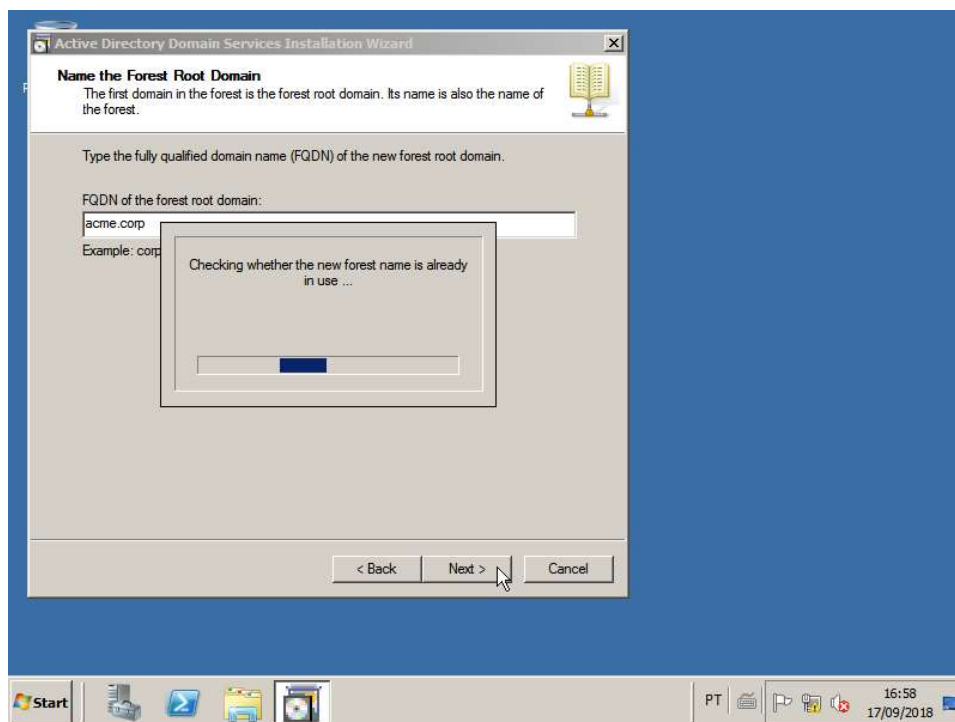 Active Directory Domain Services Installation Wizard
Name the Forest Root Domain
The first domain in the forest is the forest root domain. Its name is also the name of
the forest.
Type the fully qualified domain name (FQDN) of the new forest root domain.
FQDN of the forest root domain:
acme.corp
Example: corp
Checking whether the new forest name is already
in use ...
< Back
Next >
Cancel
Start
PT
16:58
17/09/2018